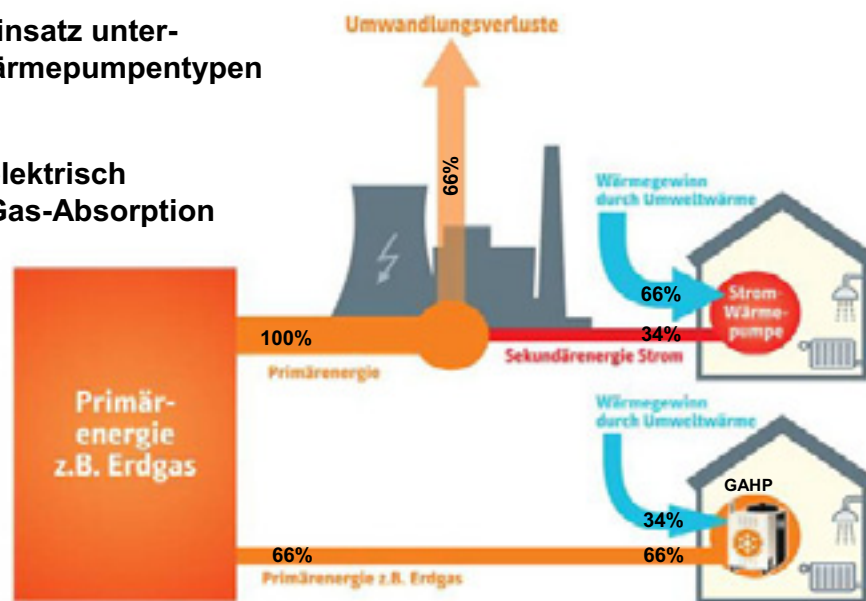 insatz unter-
ärmepumpentypen
lektrisch
Gas-Absorption
Umwandlungsverluste
66%
Wärmegewinn
durch Umweltwärme
66%
Strom-
Wärme-
pumpe
100%
34%
Primärenergie
Sekundärenergie Strom
Primär-
energie
z.B. Erdgas
Wärmegewinn
durch Umweltwärme
GAHP
34%
66%
66%
Primärenergie z.B. Erdgas